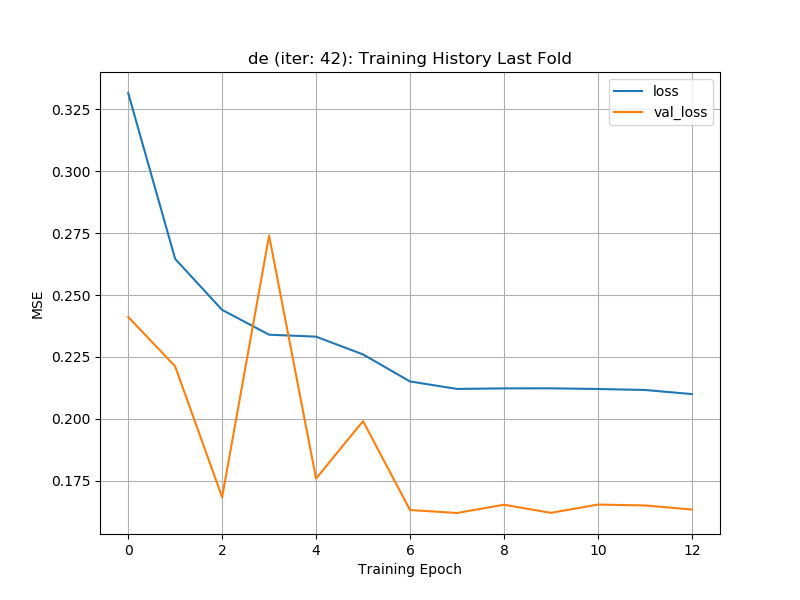 de (iter: 42): Training History Last Fold
loss
val_loss
MSE
0.325
0.300
0.275
0.250
0.225
0.200
0.175
0 2 4 6 8 10 12
Training Epoch